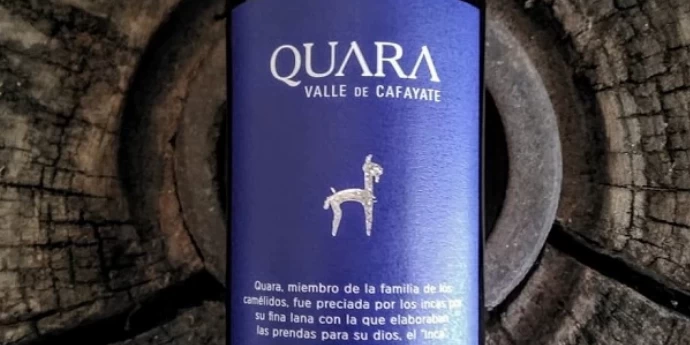 QUARA
VALLE DE CAFAYATE
Quara, miembro de la familia de los
camélidos, fue preciada por los incas por
su fina lana con la que elaboraban
las prendas para su dios, el "inca".